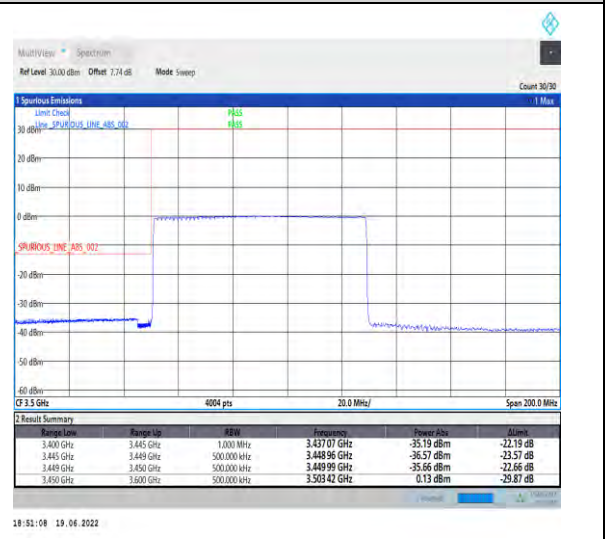 MultiView Spectrum
Ref Level 30.00 dBm Offset 7.74 dB Mode Sweep
Count 30/30
1 Spurious Emissions 1 Max
Limit Check PASS
Line _SPURIOUS_LINE_ABS_002 PASS
30 dBm
20 dBm
10 dBm
0 dBm
_SPURIOUS_LINE_ABS_002
-20 dBm
-30 dBm
-40 dBm
-50 dBm
-60 dBm
CF 3.5 GHz 4004 pts 20.0 MHz/ Span 200.0 MHz
2 Result Summary
Range Low Range Up RBW Frequency Power Abs ΔLimit
3.400 GHz 3.445 GHz 1.000 MHz 3.43707 GHz -35.19 dBm -22.19 dB
3.445 GHz 3.449 GHz 500.000 kHz 3.44896 GHz -36.57 dBm -23.57 dB
3.449 GHz 3.450 GHz 500.000 kHz 3.44999 GHz -35.66 dBm -22.66 dB
3.450 GHz 3.600 GHz 500.000 kHz 3.50342 GHz 0.13 dBm -29.87 dB
18:51:08 19.06.2022